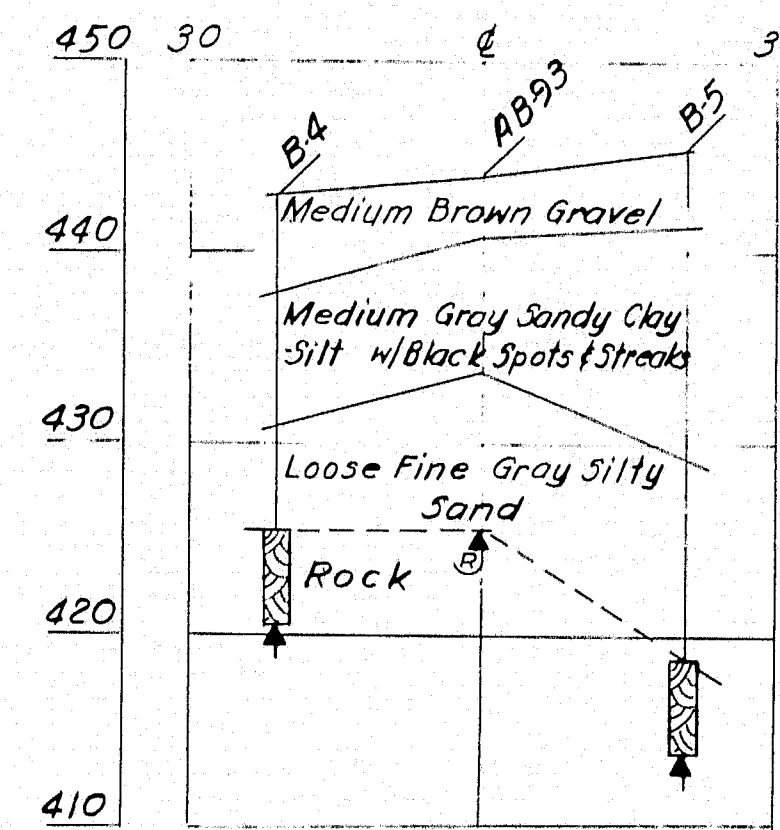 450 30 ℄ 3
B-4 AB-93 B-5
Medium Brown Gravel
440
Medium Gray Sandy Clay
-Silt w/Black Spots & Streaks
430
Loose Fine Gray Silty
Sand
R
Rock
420
410